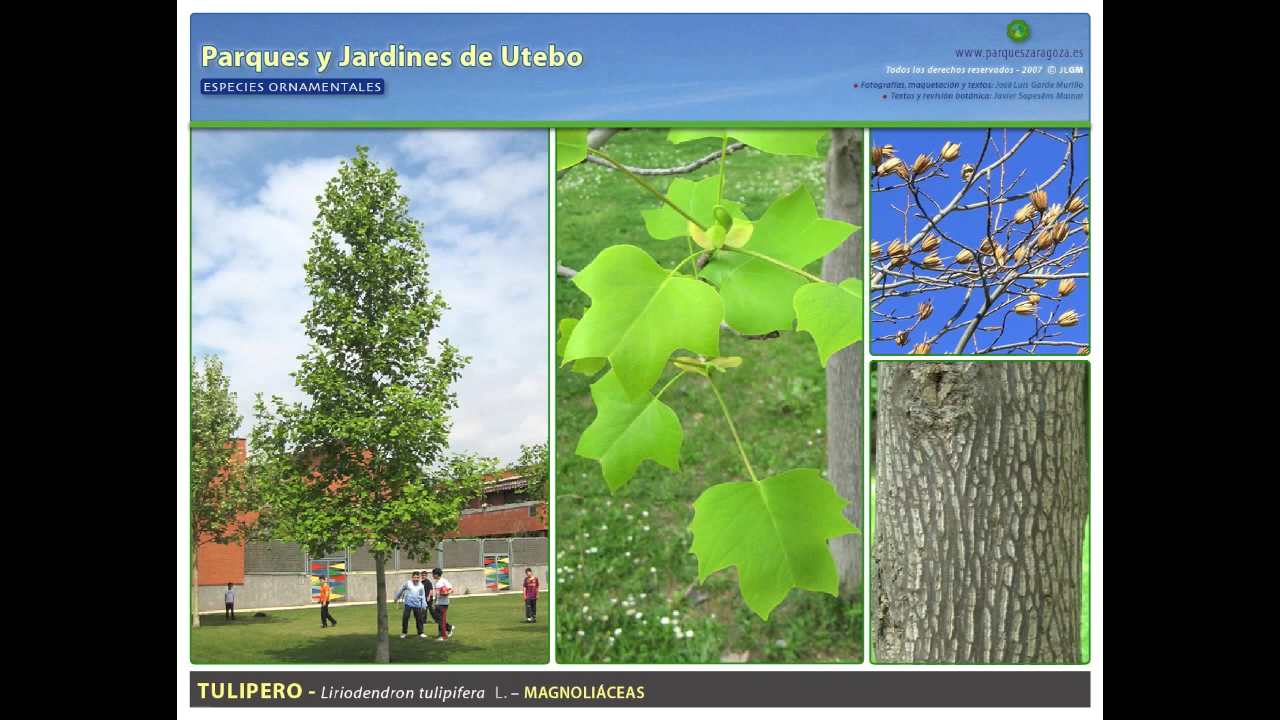 Parques y Jardines de Utebo
ESPECIES ORNAMENTALES
www.parqueszaragoza.es
Todos los derechos reservados - 2007 © JLGM
• Fotografías, maquetación y textos: José Luis Garde Murillo
• Textos y revisión botánica: Javier Sapeséns Mainar
TULIPERO - Liriodendron tulipifera L. – MAGNOLIÁCEAS